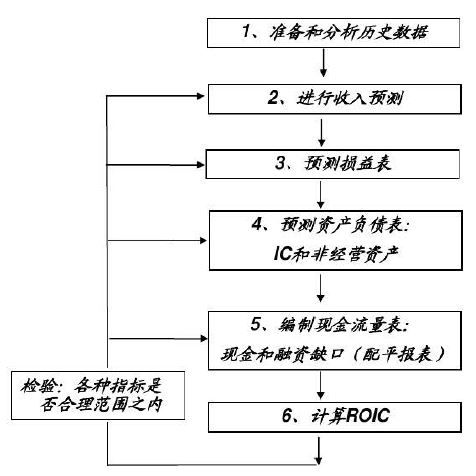 1、准备和分析历史数据
2、进行收入预测
3、预测损益表
4、预测资产负债表：
IC和非经营资产
5、编制现金流量表：
现金和融资缺口（配平报表）
检验：各种指标是
否合理范围之内
6、计算ROIC